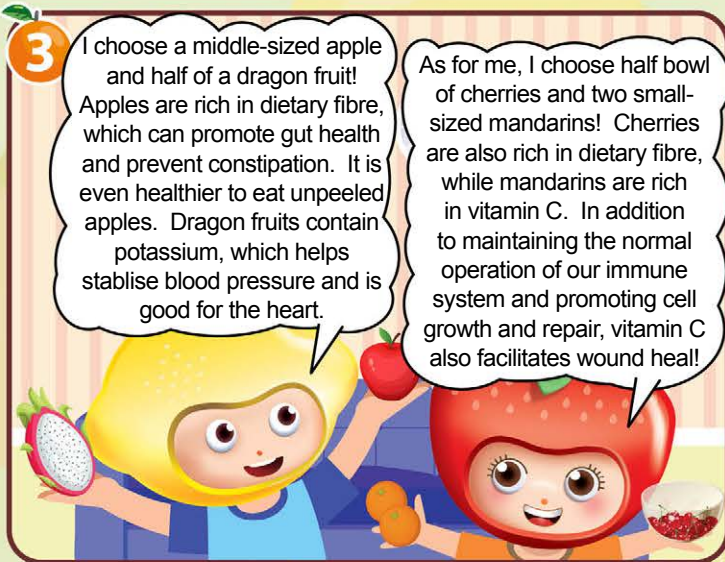 3
I choose a middle-sized apple
and half of a dragon fruit!
Apples are rich in dietary fibre,
which can promote gut health
and prevent constipation.  It is
even healthier to eat unpeeled
apples.  Dragon fruits contain
potassium, which helps
stablise blood pressure and is
good for the heart.
As for me, I choose half bowl
of cherries and two small-
sized mandarins!  Cherries
are also rich in dietary fibre,
while mandarins are rich
in vitamin C.  In addition
to maintaining the normal
operation of our immune
system and promoting cell
growth and repair, vitamin C
also facilitates wound heal!